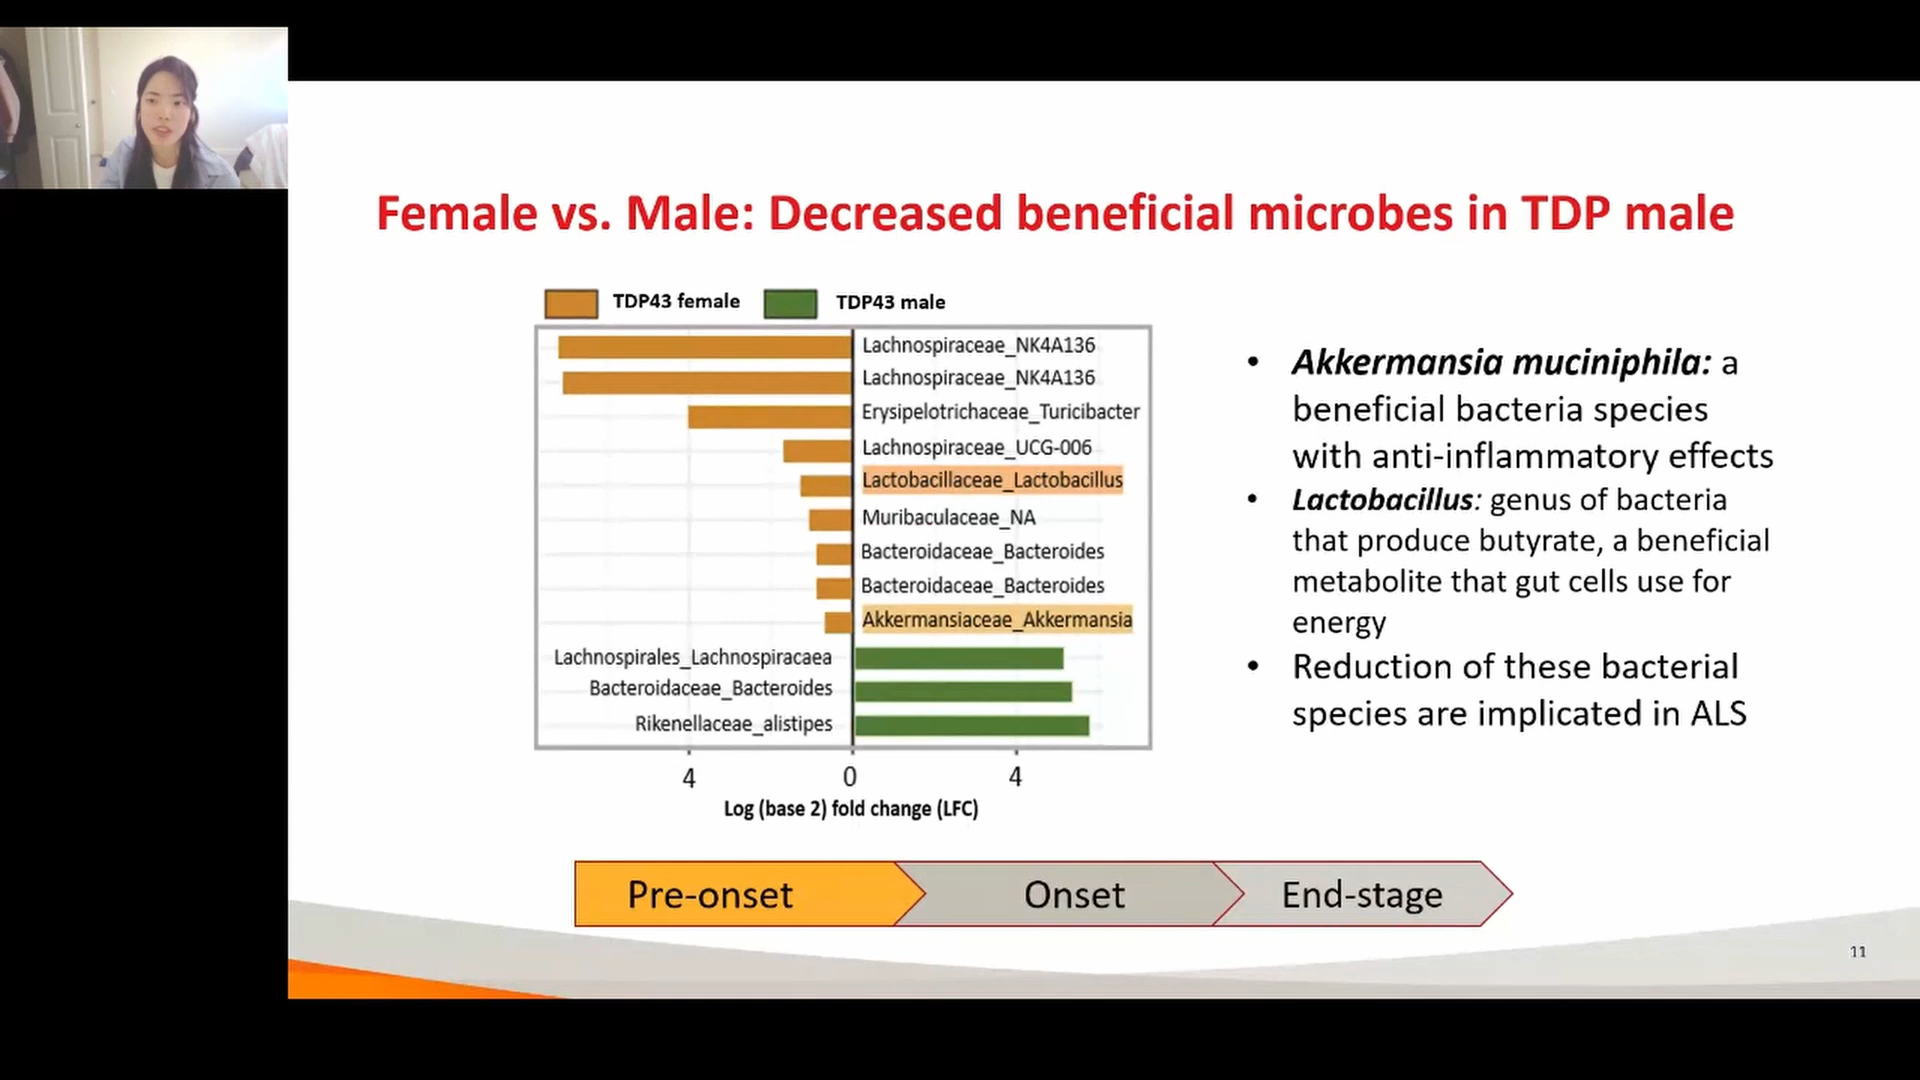 Female vs. Male: Decreased beneficial microbes in TDP male
TDP43 female
TDP43 male
Lachnospiraceae_NK4A136
Lachnospiraceae_NK4A136
Erysipelotrichaceae_Turicibacter
Lachnospiraceae_UCG-006
Lactobacillaceae_Lactobacillus
Muribaculaceae_NA
Bacteroidaceae_Bacteroides
Bacteroidaceae_Bacteroides
Akkermansiaceae_Akkermansia
Lachnospirales_Lachnospiracaea
Bacteroidaceae_Bacteroides
Rikenellaceae_alistipes
4 0 4
Log (base 2) fold change (LFC)
• Akkermansia muciniphila: a
beneficial bacteria species
with anti-inflammatory effects
• Lactobacillus: genus of bacteria
that produce butyrate, a beneficial
metabolite that gut cells use for
energy
• Reduction of these bacterial
species are implicated in ALS
Pre-onset
Onset
End-stage
11